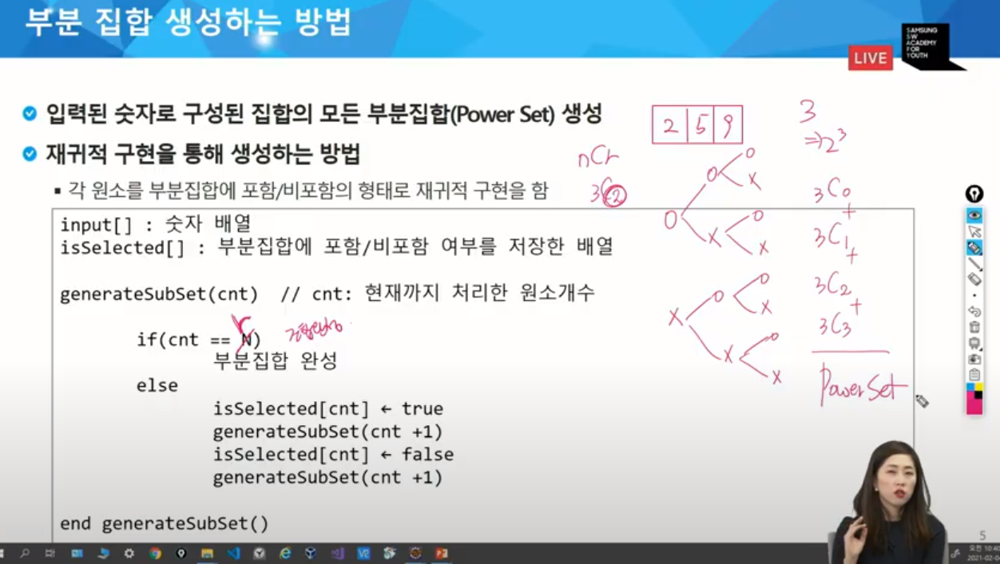 부분 집합 생성하는 방법
SAMSUNG
SW
ACADEMY
FOR
YOUTH
LIVE
입력된 숫자로 구성된 집합의 모든 부분집합(Power Set) 생성
재귀적 구현을 통해 생성하는 방법
▪ 각 원소를 부분집합에 포함/비포함의 형태로 재귀적 구현을 함
input[] : 숫자 배열
isSelected[] : 부분집합에 포함/비포함 여부를 저장한 배열
generateSubSet(cnt) // cnt: 현재까지 처리한 원소개수
if(cnt == N)
r
부분집합 완성
else
isSelected[cnt] ← true
generateSubSet(cnt +1)
isSelected[cnt] ← false
generateSubSet(cnt +1)
end generateSubSet()
nCr
3C2
2 5 9
O O O
X
X O
X
X O O
X
X O
X
3
⇒2³
3C0
+
3C1
+
3C2
+
3C3
PowerSet
5
오전 10:40